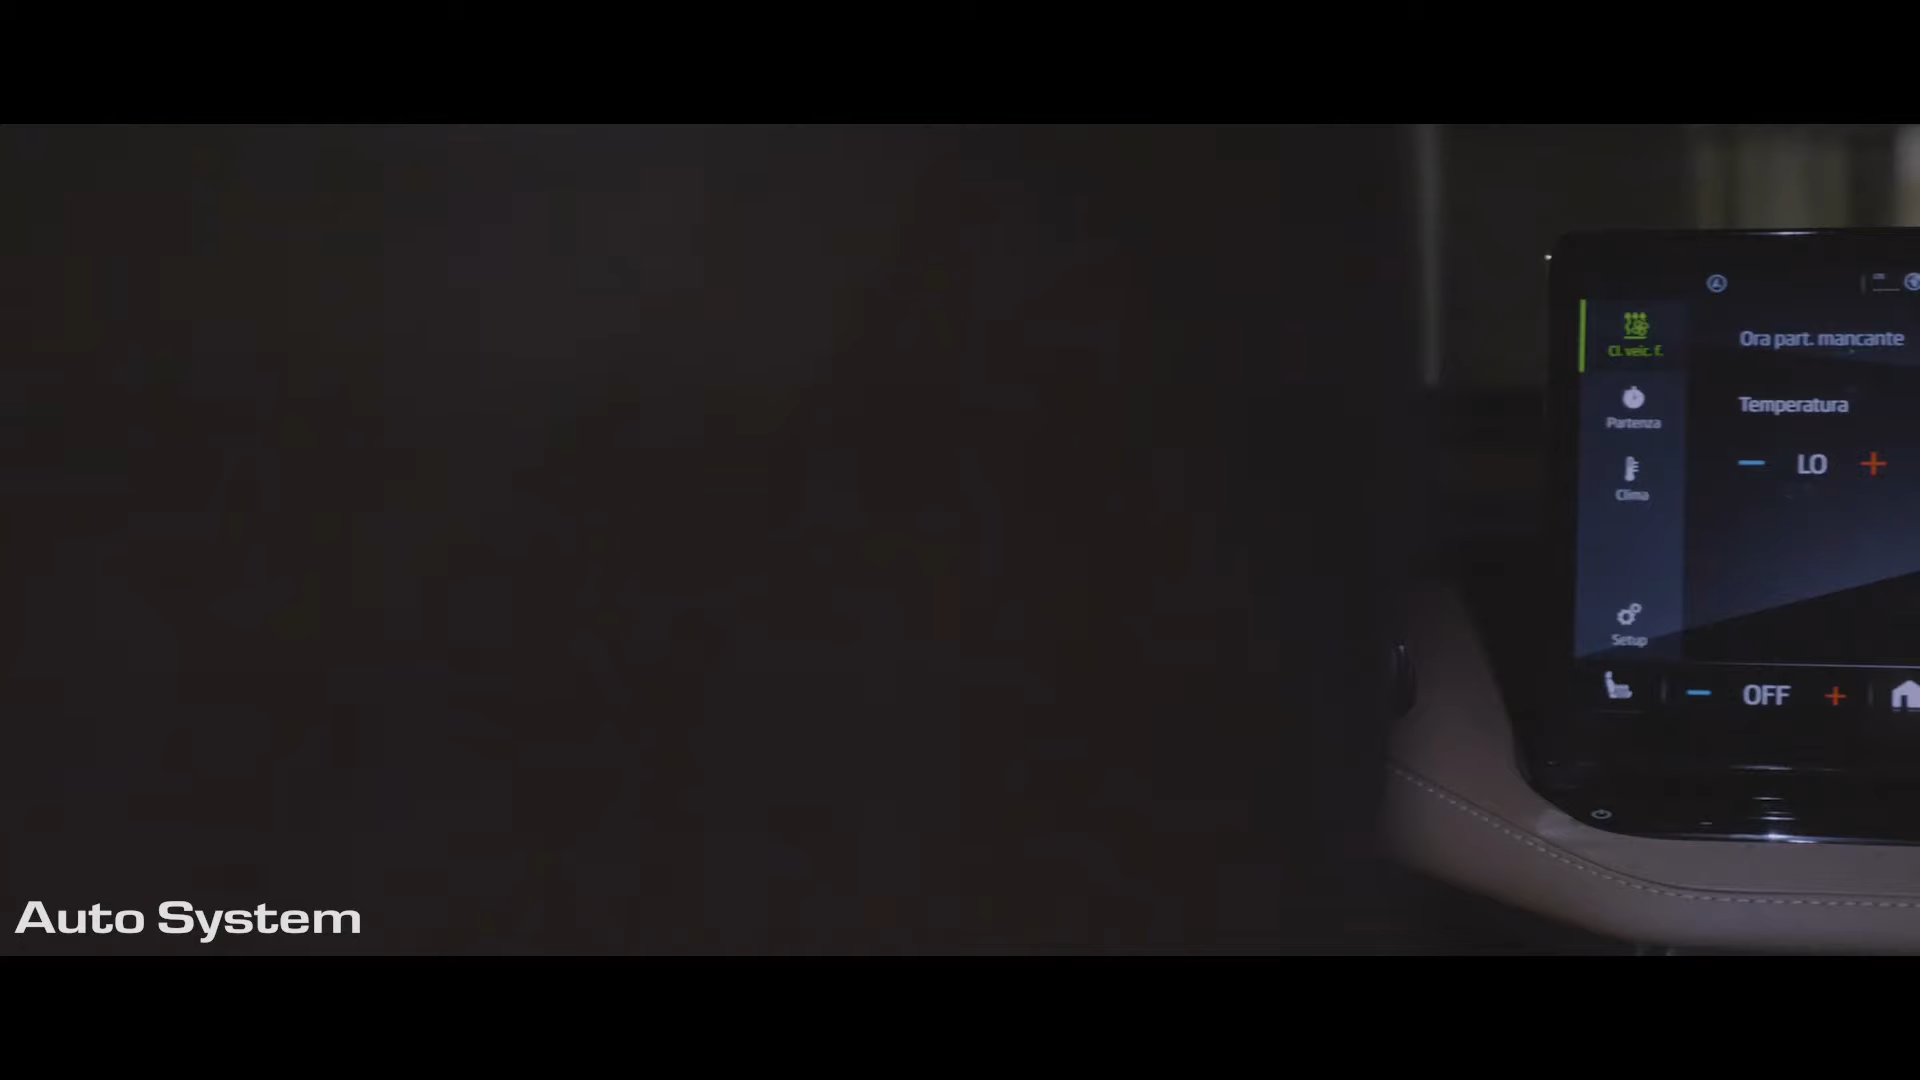 Ora part. mancante
Cl. veic. f.
Temperatura
Partenza
LO
Clima
Setup
OFF
Auto System